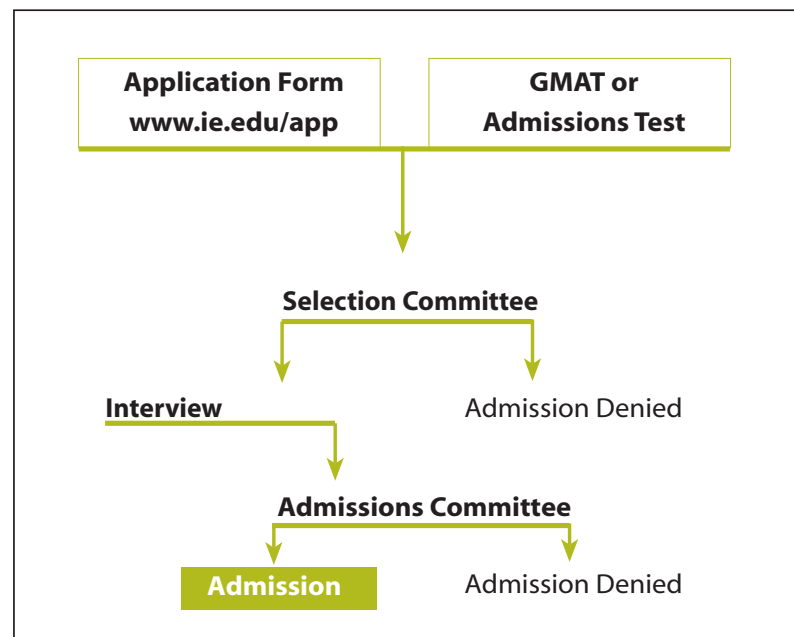 Application Form
www.ie.edu/app
GMAT or
Admissions Test
Selection Committee
Interview
Admission Denied
Admissions Committee
Admission
Admission Denied